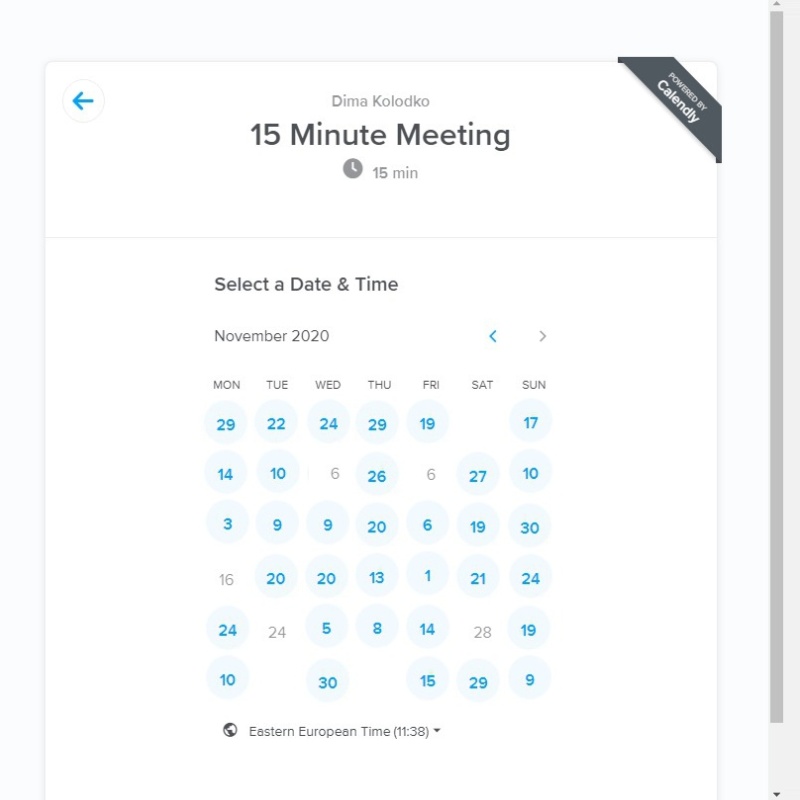 POWERED BY
Calendly
Dima Kolodko
15 Minute Meeting
15 min
Select a Date & Time
November 2020
MON TUE WED THU FRI SAT SUN
29 22 24 29 19 17
14 10 6 26 6 27 10
3 9 9 20 6 19 30
16 20 20 13 1 21 24
24 24 5 8 14 28 19
10 30 15 29 9
Eastern European Time (11:38)